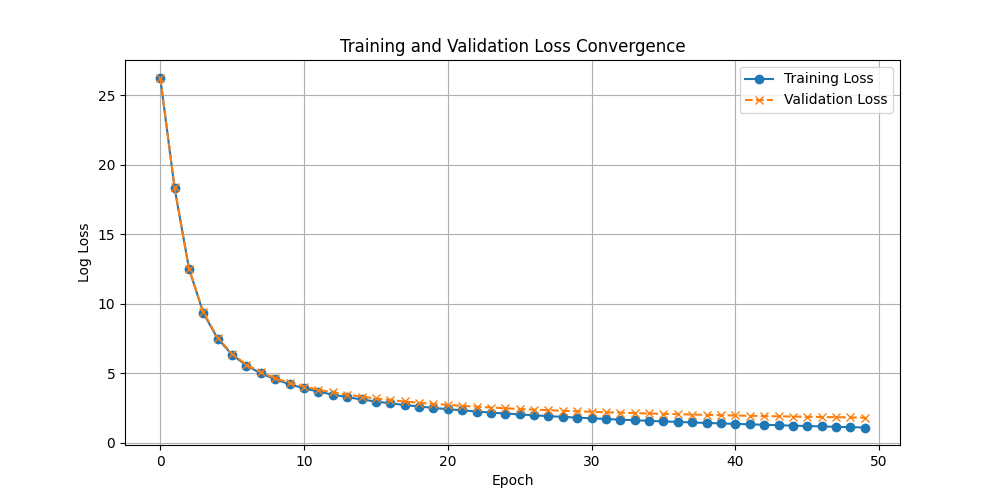 Training and Validation Loss Convergence
Training Loss
Validation Loss
25
20
15
10
5
0
Log Loss
0 10 20 30 40 50
Epoch